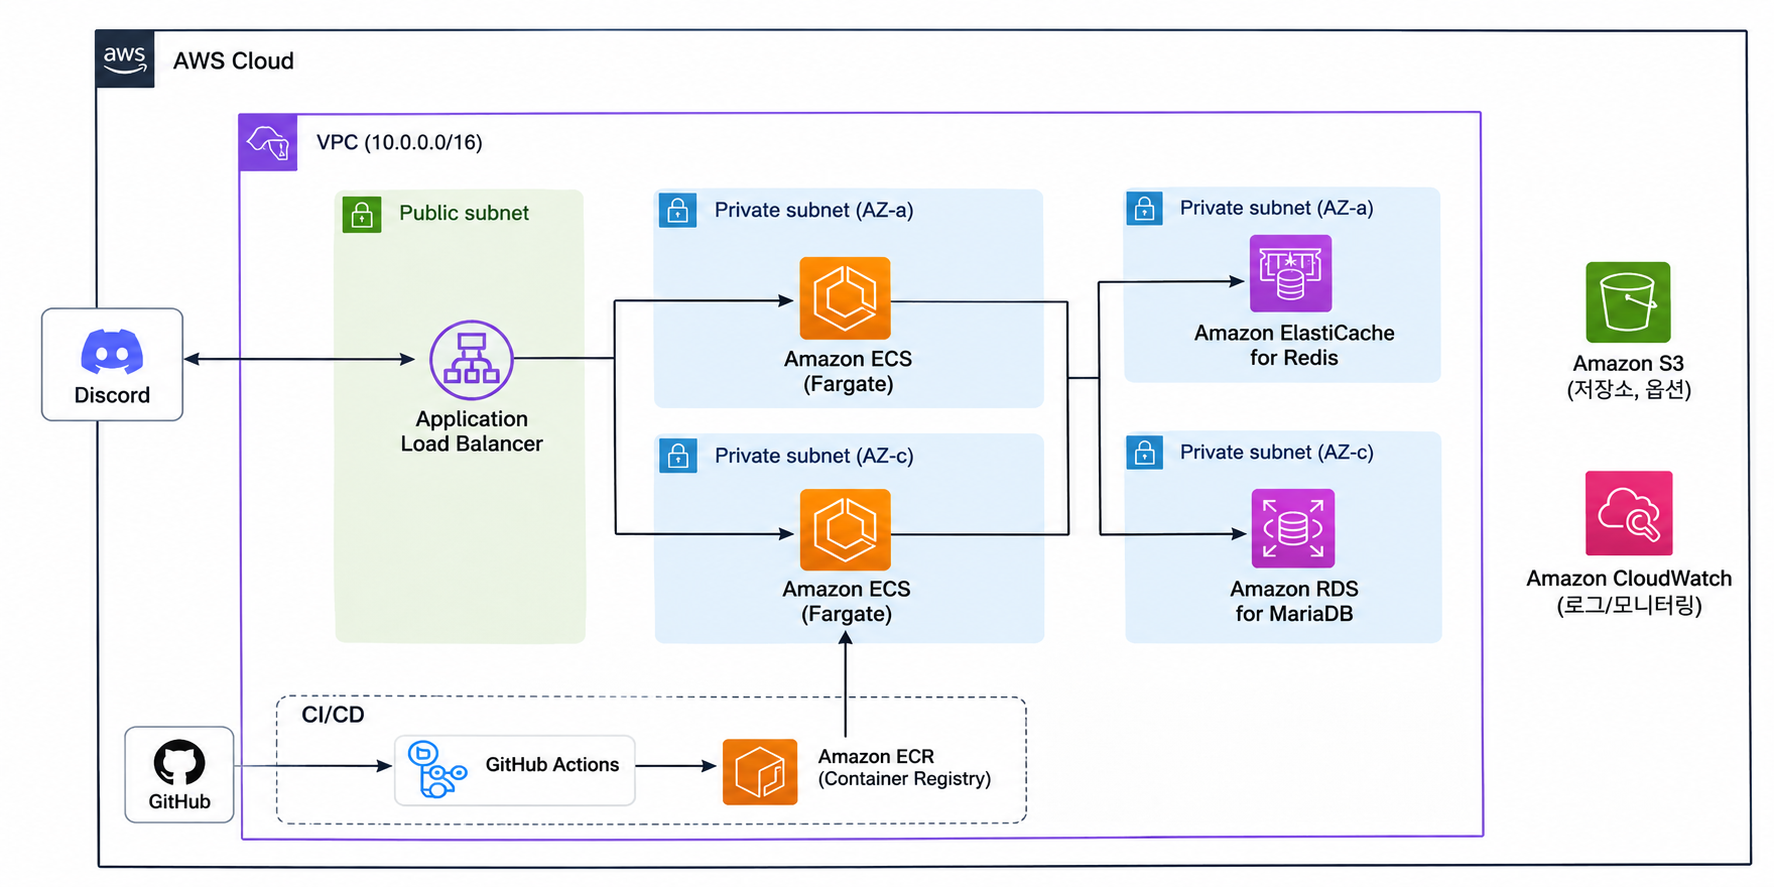 aws
AWS Cloud
VPC (10.0.0.0/16)
Public subnet
Private subnet (AZ-a)
Private subnet (AZ-a)
Amazon ECS
(Fargate)
Amazon ElastiCache
for Redis
Discord
Application
Load Balancer
Amazon S3
(저장소, 옵션)
Private subnet (AZ-c)
Private subnet (AZ-c)
Amazon ECS
(Fargate)
Amazon RDS
for MariaDB
Amazon CloudWatch
(로그/모니터링)
CI/CD
GitHub
GitHub Actions
Amazon ECR
(Container Registry)